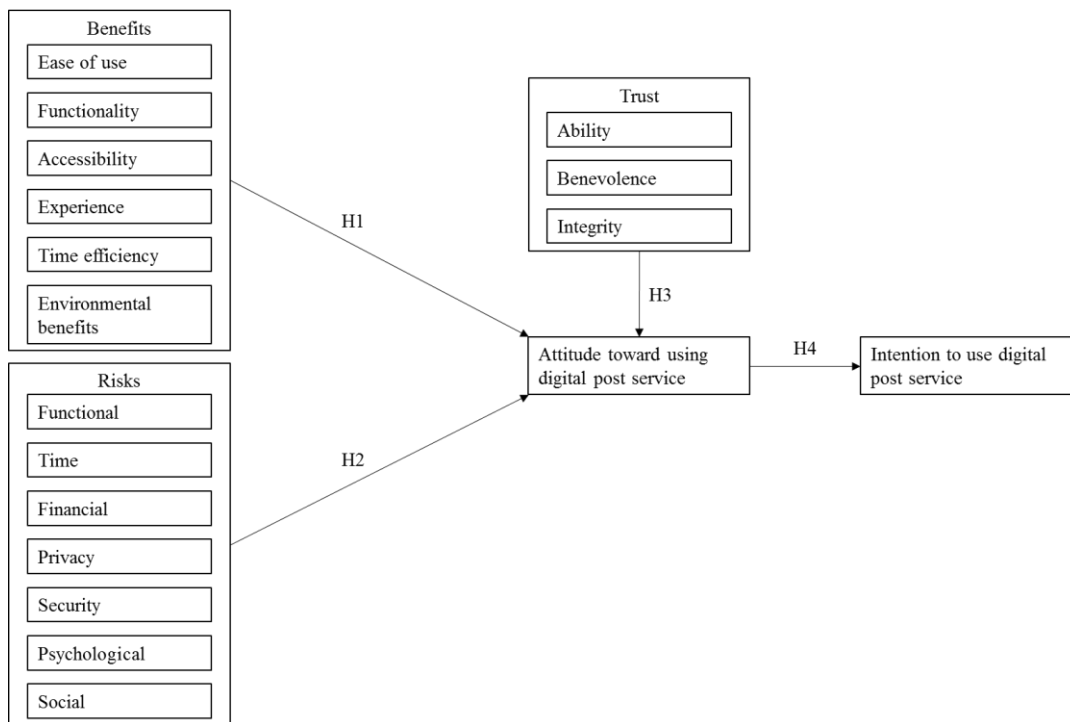 Benefits
Ease of use
Functionality
Accessibility
Experience
Time efficiency
Environmental
benefits
Risks
Functional
Time
Financial
Privacy
Security
Psychological
Social
H1
H2
Trust
Ability
Benevolence
Integrity
H3
Attitude toward using
digital post service
H4
Intention to use digital
post service